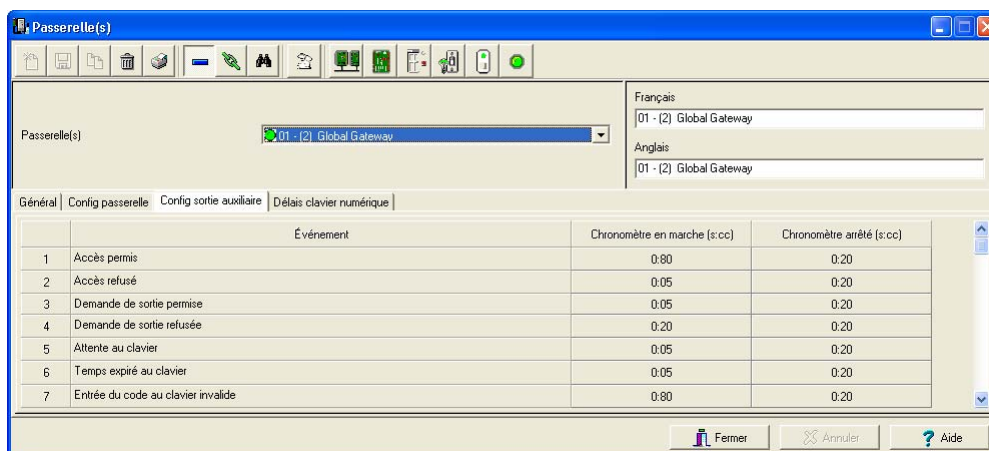 Passerelle(s)
Français
01 - (2) Global Gateway
Passerelle(s) 01 - (2) Global Gateway
Anglais
01 - (2) Global Gateway
Général Config passerelle Config sortie auxiliaire Délais clavier numérique
Événement Chronomètre en marche (s:cc) Chronomètre arrêté (s:cc)
1 Accès permis 0:80 0:20
2 Accès refusé 0:05 0:20
3 Demande de sortie permise 0:05 0:20
4 Demande de sortie refusée 0:20 0:20
5 Attente au clavier 0:05 0:20
6 Temps expiré au clavier 0:05 0:20
7 Entrée du code au clavier invalide 0:80 0:20
Fermer Annuler Aide